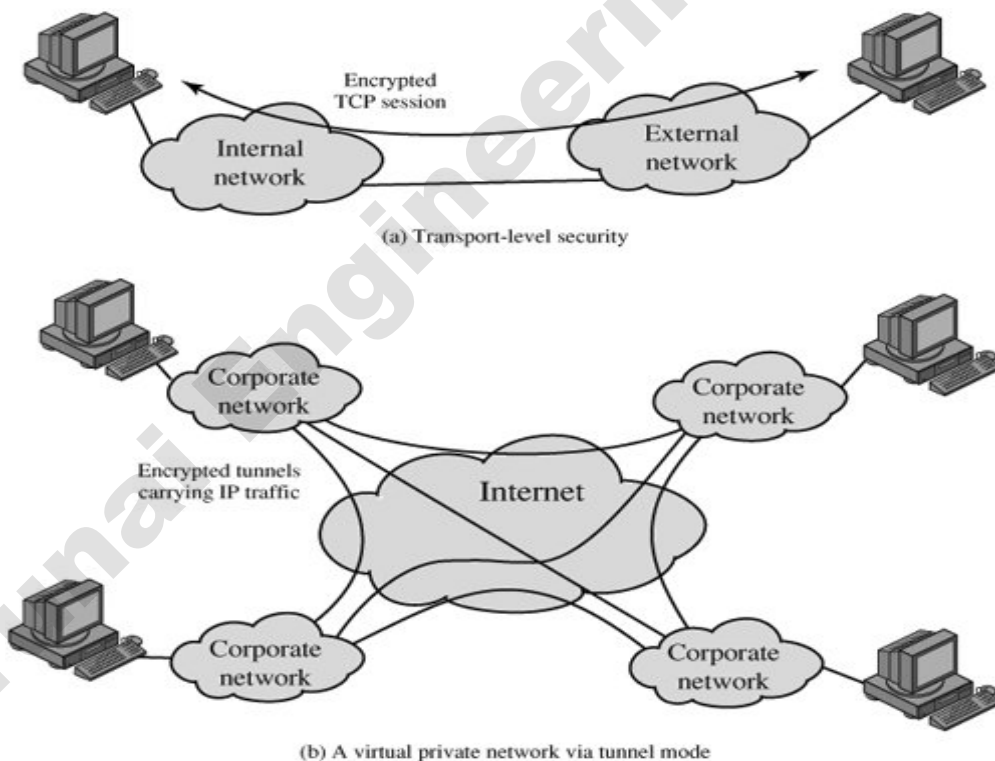 Encrypted
TCP session
Internal
network
External
network
(a) Transport-level security
Corporate
network
Corporate
network
Encrypted tunnels
carrying IP traffic
Internet
Corporate
network
Corporate
network
(b) A virtual private network via tunnel mode